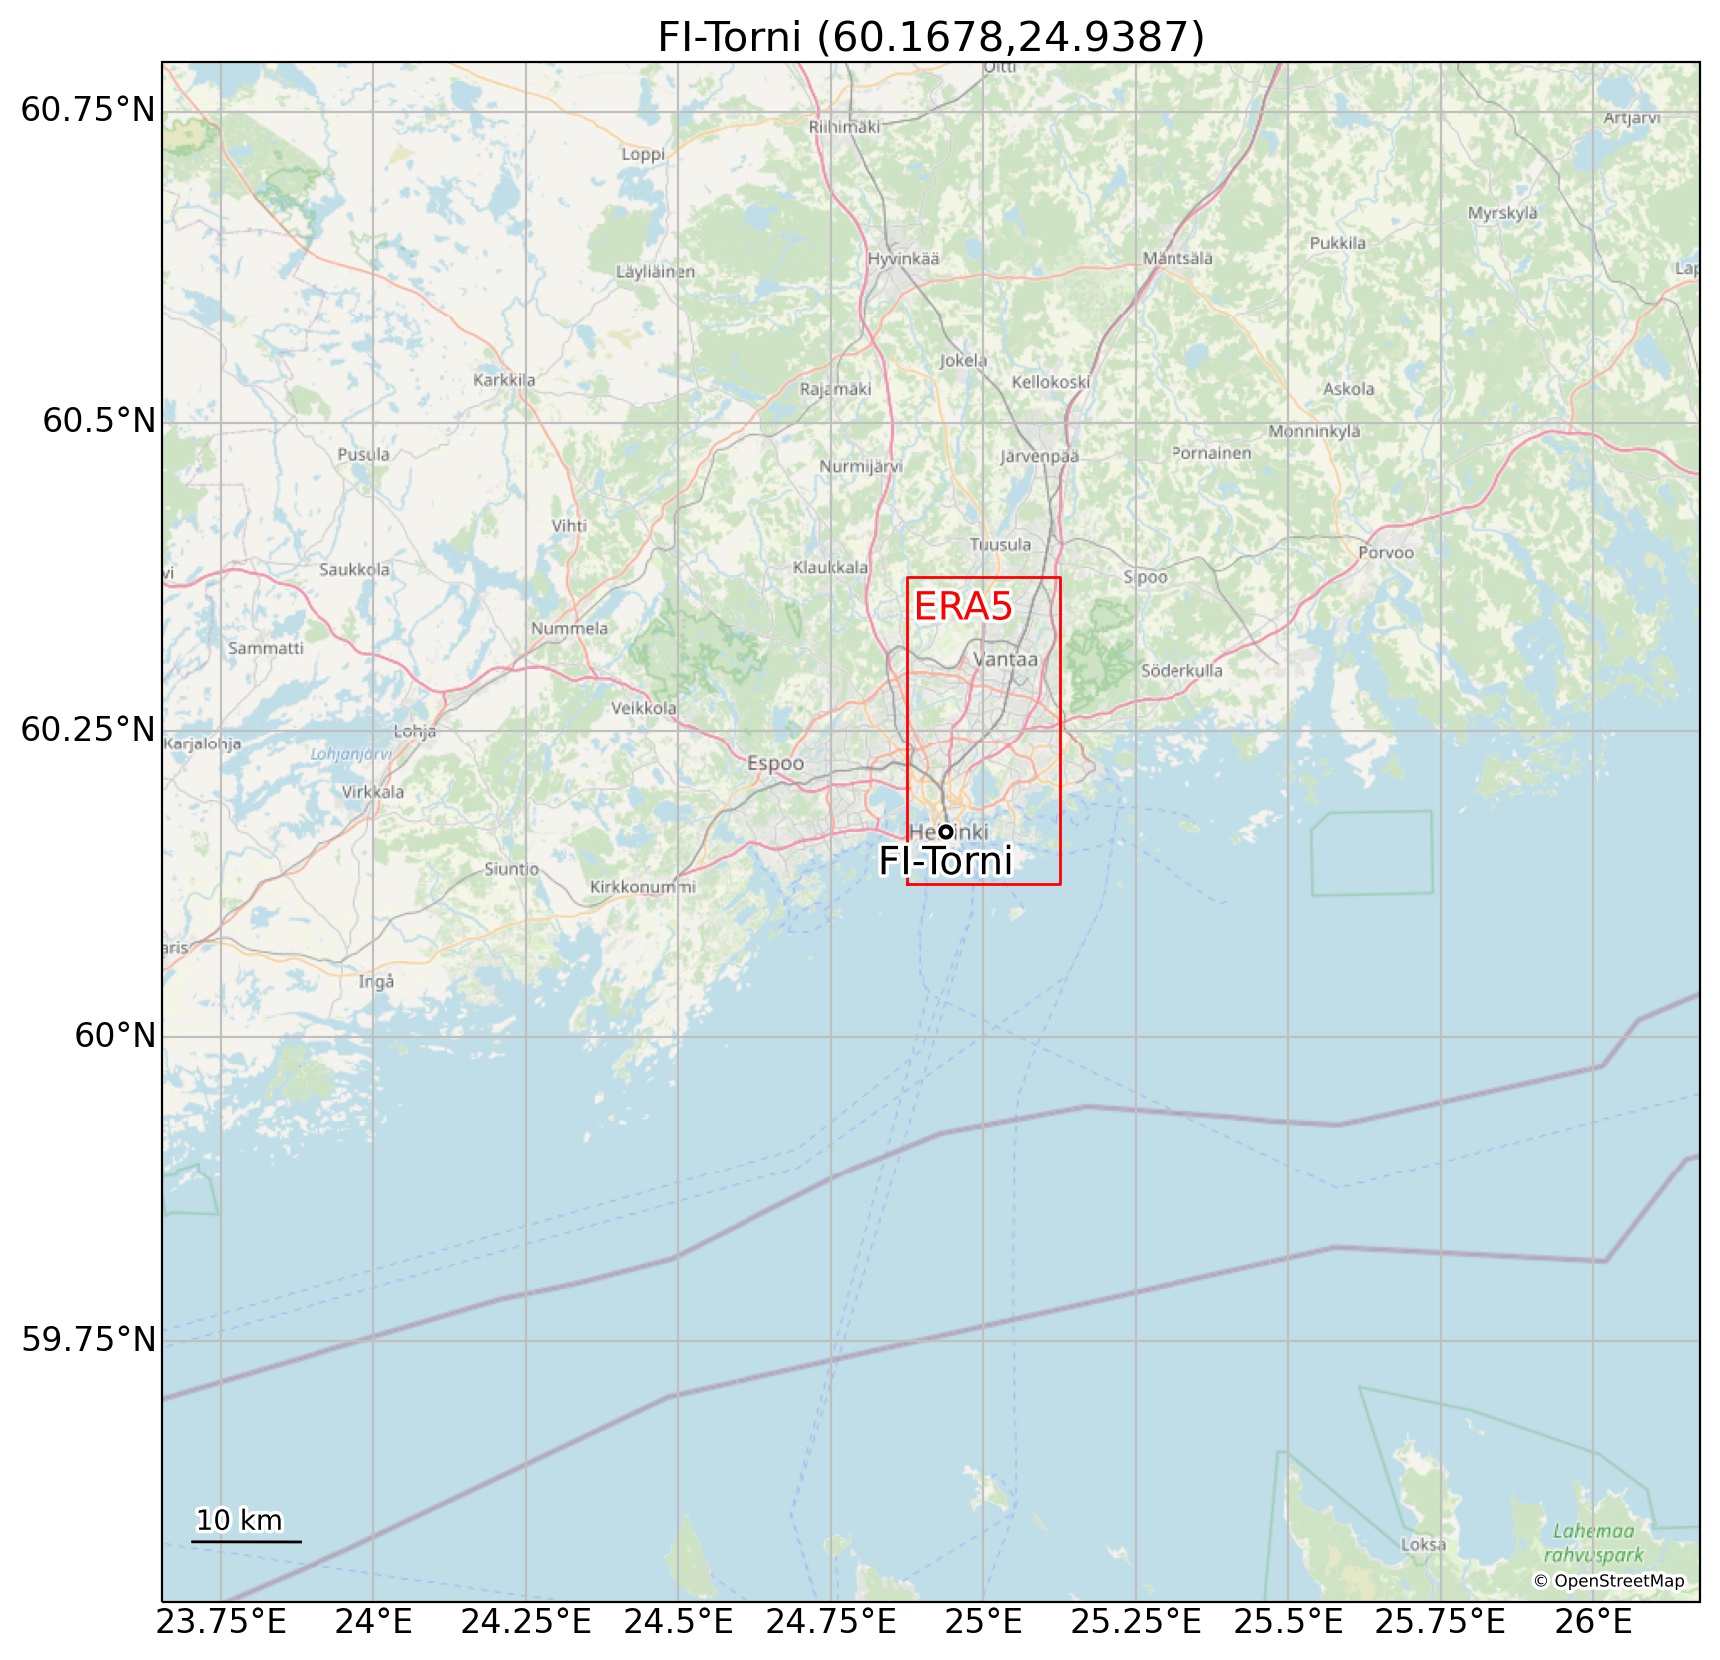 FI-Torni (60.1678,24.9387)
Oitti
60.75°N
Artjärvi
Riihimäki
Loppi
Myrskylä
Pukkila
Hyvinkää
Mäntsälä
Läyliäinen
Lap
Jokela
Karkkila
Rajamäki
Kellokoski
Askola
60.5°N
Monninkylä
Pusula
Nurmijärvi
Järvenpää
Pornainen
Vihti
Tuusula
Porvoo
Klaukkala
Saukkola
vi
Sipoo
ERA5
Nummela
Sammatti
Vantaa
Söderkulla
Veikkola
60.25°N
Lohja
Karjalohja
Lohjanjärvi
Espoo
Virkkala
Helsinki
FI-Torni
Siuntio
Kirkkonummi
aris
Ingå
60°N
59.75°N
10 km
Loksa
Lahemaa
rahvuspark
© OpenStreetMap
23.75°E 24°E 24.25°E 24.5°E 24.75°E 25°E 25.25°E 25.5°E 25.75°E 26°E